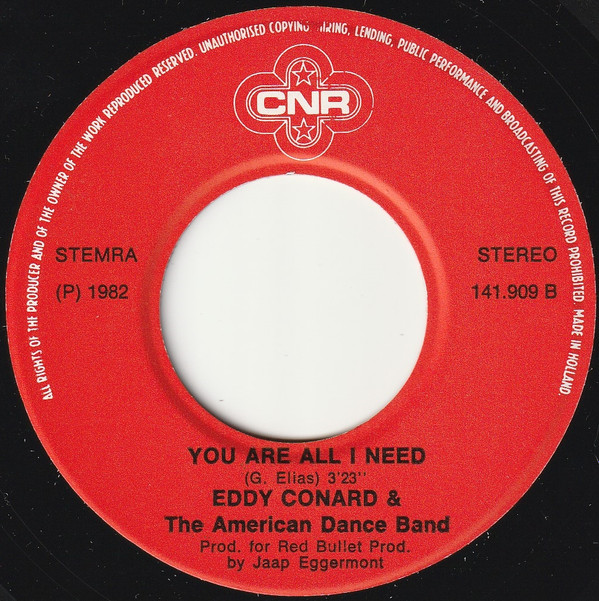 ALL RIGHTS OF THE PRODUCER AND OF THE OWNER OF THE WORK REPRODUCED RESERVED. UNAUTHORISED COPYING, HIRING, LENDING, PUBLIC PERFORMANCE AND BROADCASTING OF THIS RECORD PROHIBITED. MADE IN HOLLAND.
CNR
STEMRA
STEREO
(P) 1982
141.909 B
YOU ARE ALL I NEED
(G. Elias) 3'23''
EDDY CONARD &
The American Dance Band
Prod. for Red Bullet Prod.
by Jaap Eggermont